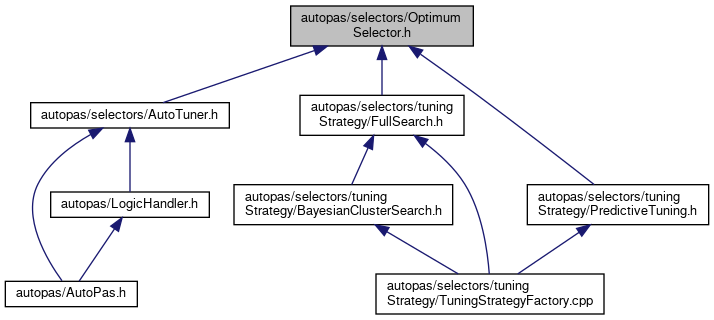 autopas/selectors/Optimum
Selector.h
autopas/selectors/AutoTuner.h
autopas/selectors/tuning
Strategy/FullSearch.h
autopas/LogicHandler.h
autopas/selectors/tuning
Strategy/BayesianClusterSearch.h
autopas/selectors/tuning
Strategy/PredictiveTuning.h
autopas/AutoPas.h
autopas/selectors/tuning
Strategy/TuningStrategyFactory.cpp